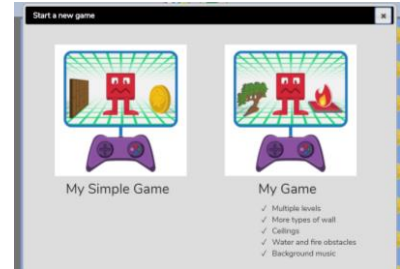 Start a new game
×
My Simple Game
My Game
✓ Multiple levels
✓ More types of wall
✓ Ceilings
✓ Water and fire obstacles
✓ Background music